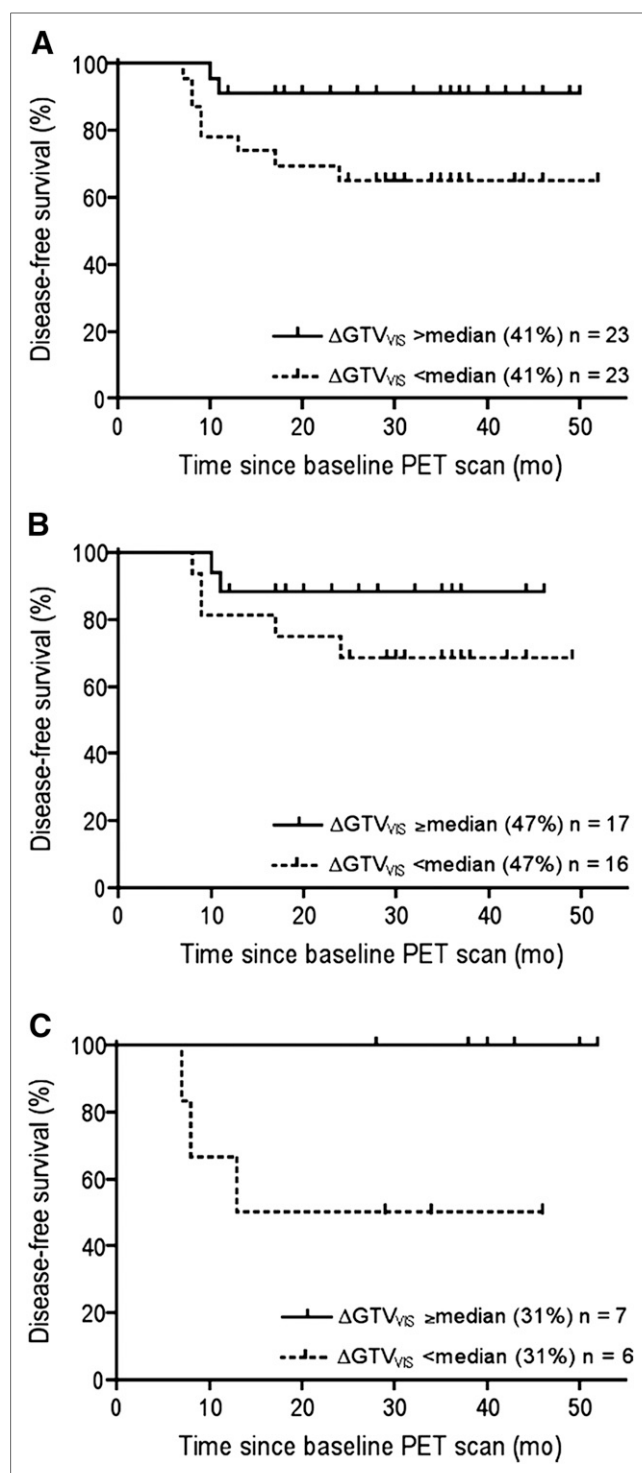 A
100
80
60
40
20
0
Disease-free survival (%)
ΔGTVVIS >median (41%) n = 23
ΔGTVVIS <median (41%) n = 23
0 10 20 30 40 50
Time since baseline PET scan (mo)
B
100
80
60
40
20
0
Disease-free survival (%)
ΔGTVVIS ≥median (47%) n = 17
ΔGTVVIS <median (47%) n = 16
0 10 20 30 40 50
Time since baseline PET scan (mo)
C
100
80
60
40
20
0
Disease-free survival (%)
ΔGTVVIS ≥median (31%) n = 7
ΔGTVVIS <median (31%) n = 6
0 10 20 30 40 50
Time since baseline PET scan (mo)